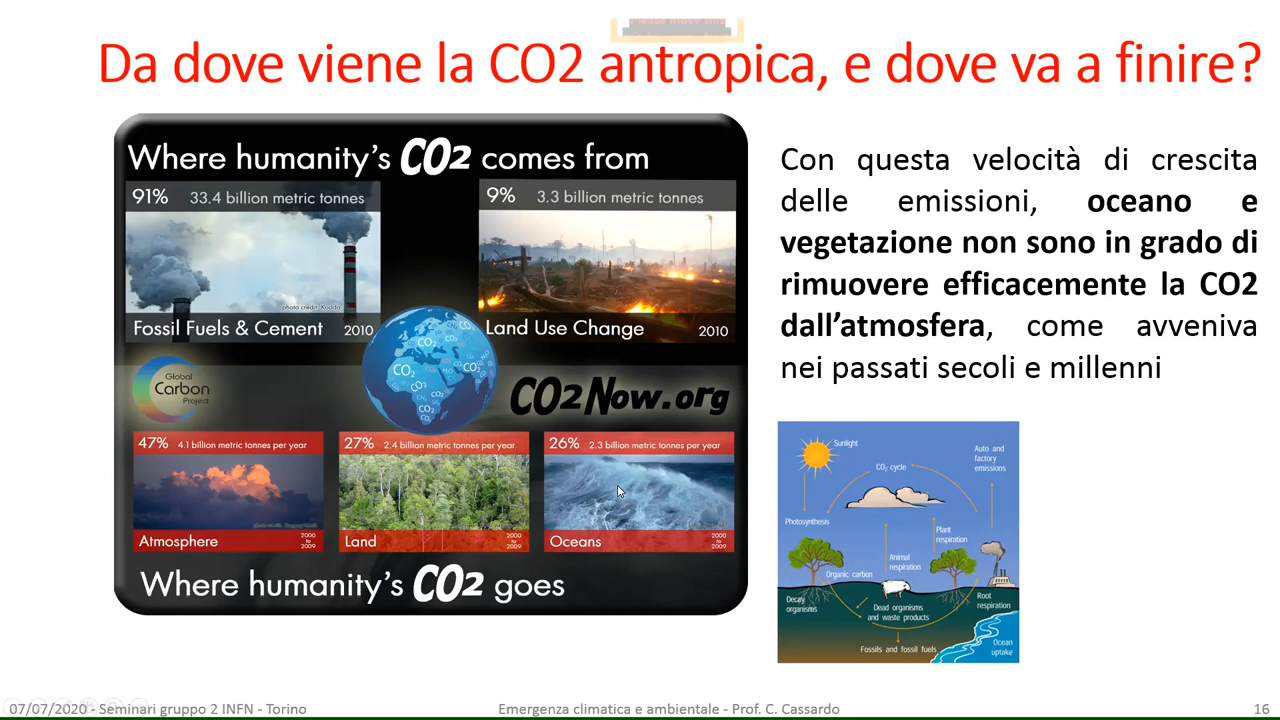 Da dove viene la CO2 antropica, e dove va a finire?
Where humanity's CO2 comes from
91% 33.4 billion metric tonnes
9% 3.3 billion metric tonnes
photo credit: Kodda
Fossil Fuels & Cement 2010
Land Use Change 2010
Global
Carbon
Project
CO2Now.org
47% 4.1 billion metric tonnes per year
27% 2.4 billion metric tonnes per year
26% 2.3 billion metric tonnes per year
Atmosphere 2000 to 2009
Land 2000 to 2009
Oceans 2000 to 2009
Where humanity's CO2 goes
Con questa velocità di crescita
delle emissioni, oceano e
vegetazione non sono in grado di
rimuovere efficacemente la CO2
dall'atmosfera, come avveniva
nei passati secoli e millenni
Sunlight
Auto and
factory
emissions
CO2 cycle
Photosynthesis
Plant
respiration
Animal
respiration
Organic carbon
Decay
organisms
Dead organisms
and waste products
Root
respiration
Fossils and fossil fuels
Ocean
uptake
07/07/2020 - Seminari gruppo 2 INFN - Torino
Emergenza climatica e ambientale - Prof. C. Cassardo
16